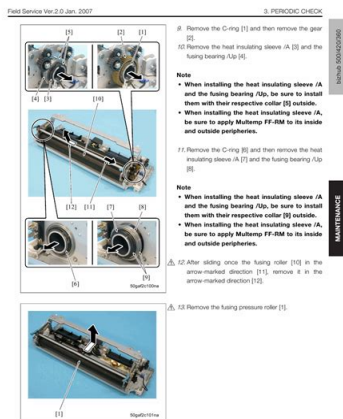 Field Service Ver.2.0 Jan. 2007
3. PERIODIC CHECK
9. Remove the C-ring [1] and then remove the gear
[2].
10. Remove the heat insulating sleeve /A [3] and the
fusing bearing /Up [4].
Note
• When installing the heat insulating sleeve /A
and the fusing bearing /Up, be sure to install
them with their respective collar [5] outside.
• When installing the heat insulating sleeve /A,
be sure to apply Multemp FF-RM to its inside
and outside peripheries.
11. Remove the C-ring [6] and then remove the heat
insulating sleeve /A [7] and the fusing bearing /Up
[8].
Note
• When installing the heat insulating sleeve /A
and the fusing bearing /Up, be sure to install
them with their respective collar [9] outside.
• When installing the heat insulating sleeve /A,
be sure to apply Multemp FF-RM to its inside
and outside peripheries.
12. After sliding once the fusing roller [10] in the
arrow-marked direction [11], remove it in the
arrow-marked direction [12].
13. Remove the fusing pressure roller [1].
[5]
[2]
[1]
[4]
[3]
[10]
[12]
[11]
[7]
[8]
[6]
[9]
50gaf2c100na
[1]
50gaf2c101na
bizhub 500/420/360
MAINTENANCE